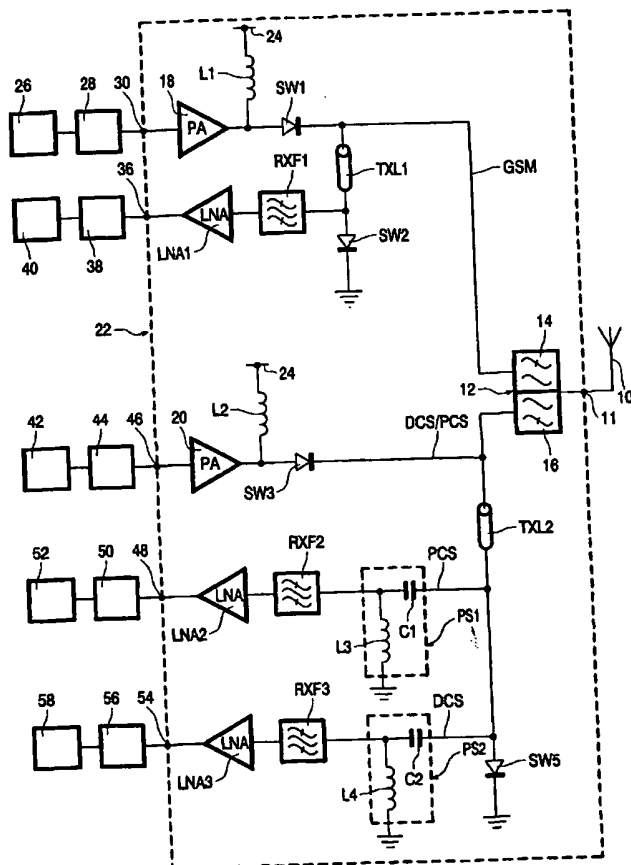 24
L1
26
28
30
18
PA
SW1
TXL1
GSM
36
RXF1
LNA
LNA1
SW2
40
38
22
24
14
12
10
11
16
L2
42
44
46
20
PA
DCS/PCS
SW3
TXL2
52
50
48
RXF2
PCS
LNA
LNA2
L3
C1
PS1
58
56
54
RXF3
DCS
LNA
LNA3
L4
C2
PS2
SW5